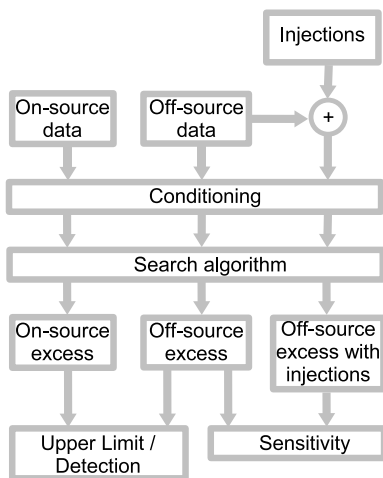 Injections
On-source
data
Off-source
data
+
Conditioning
Search algorithm
On-source
excess
Off-source
excess
Off-source
excess with
injections
Upper Limit /
Detection
Sensitivity